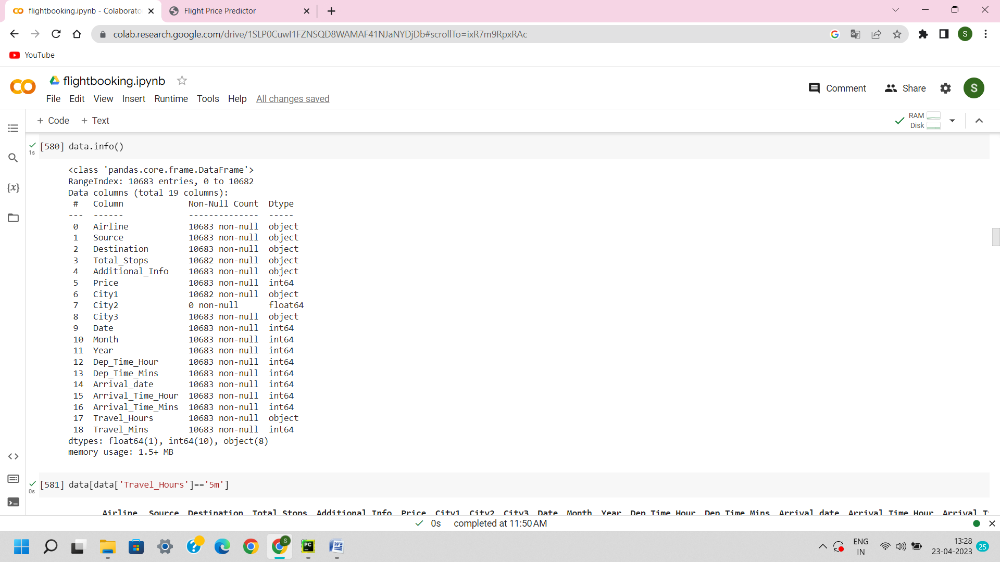 flightbooking.ipynb - Colaborato
Flight Price Predictor
colab.research.google.com/drive/1SLP0CuwI1FZNSQD8WAMAF41NJaNYDjDb#scrollTo=ixR7m9RpxRAc
S
YouTube
flightbooking.ipynb
File Edit View Insert Runtime Tools Help All changes saved
Comment Share S
+ Code + Text
RAM
Disk
[580] data.info()
1s
<class 'pandas.core.frame.DataFrame'>
RangeIndex: 10683 entries, 0 to 10682
Data columns (total 19 columns):
# Column Non-Null Count Dtype
--- ------ -------------- -----
0 Airline 10683 non-null object
1 Source 10683 non-null object
2 Destination 10683 non-null object
3 Total_Stops 10682 non-null object
4 Additional_Info 10683 non-null object
5 Price 10683 non-null int64
6 City1 10682 non-null object
7 City2 0 non-null float64
8 City3 10683 non-null object
9 Date 10683 non-null int64
10 Month 10683 non-null int64
11 Year 10683 non-null int64
12 Dep_Time_Hour 10683 non-null int64
13 Dep_Time_Mins 10683 non-null int64
14 Arrival_date 10683 non-null int64
15 Arrival_Time_Hour 10683 non-null int64
16 Arrival_Time_Mins 10683 non-null int64
17 Travel_Hours 10683 non-null object
18 Travel_Mins 10683 non-null int64
dtypes: float64(1), int64(10), object(8)
memory usage: 1.5+ MB
[581] data[data['Travel_Hours']=='5m']
0s
Airline Source Destination Total_Stops Additional_Info Price City1 City2 City3 Date Month Year Dep_Time_Hour Dep_Time_Mins Arrival_date Arrival_Time_Hour Arrival_T
0s completed at 11:50 AM
ENG
IN
13:28
23-04-2023
25